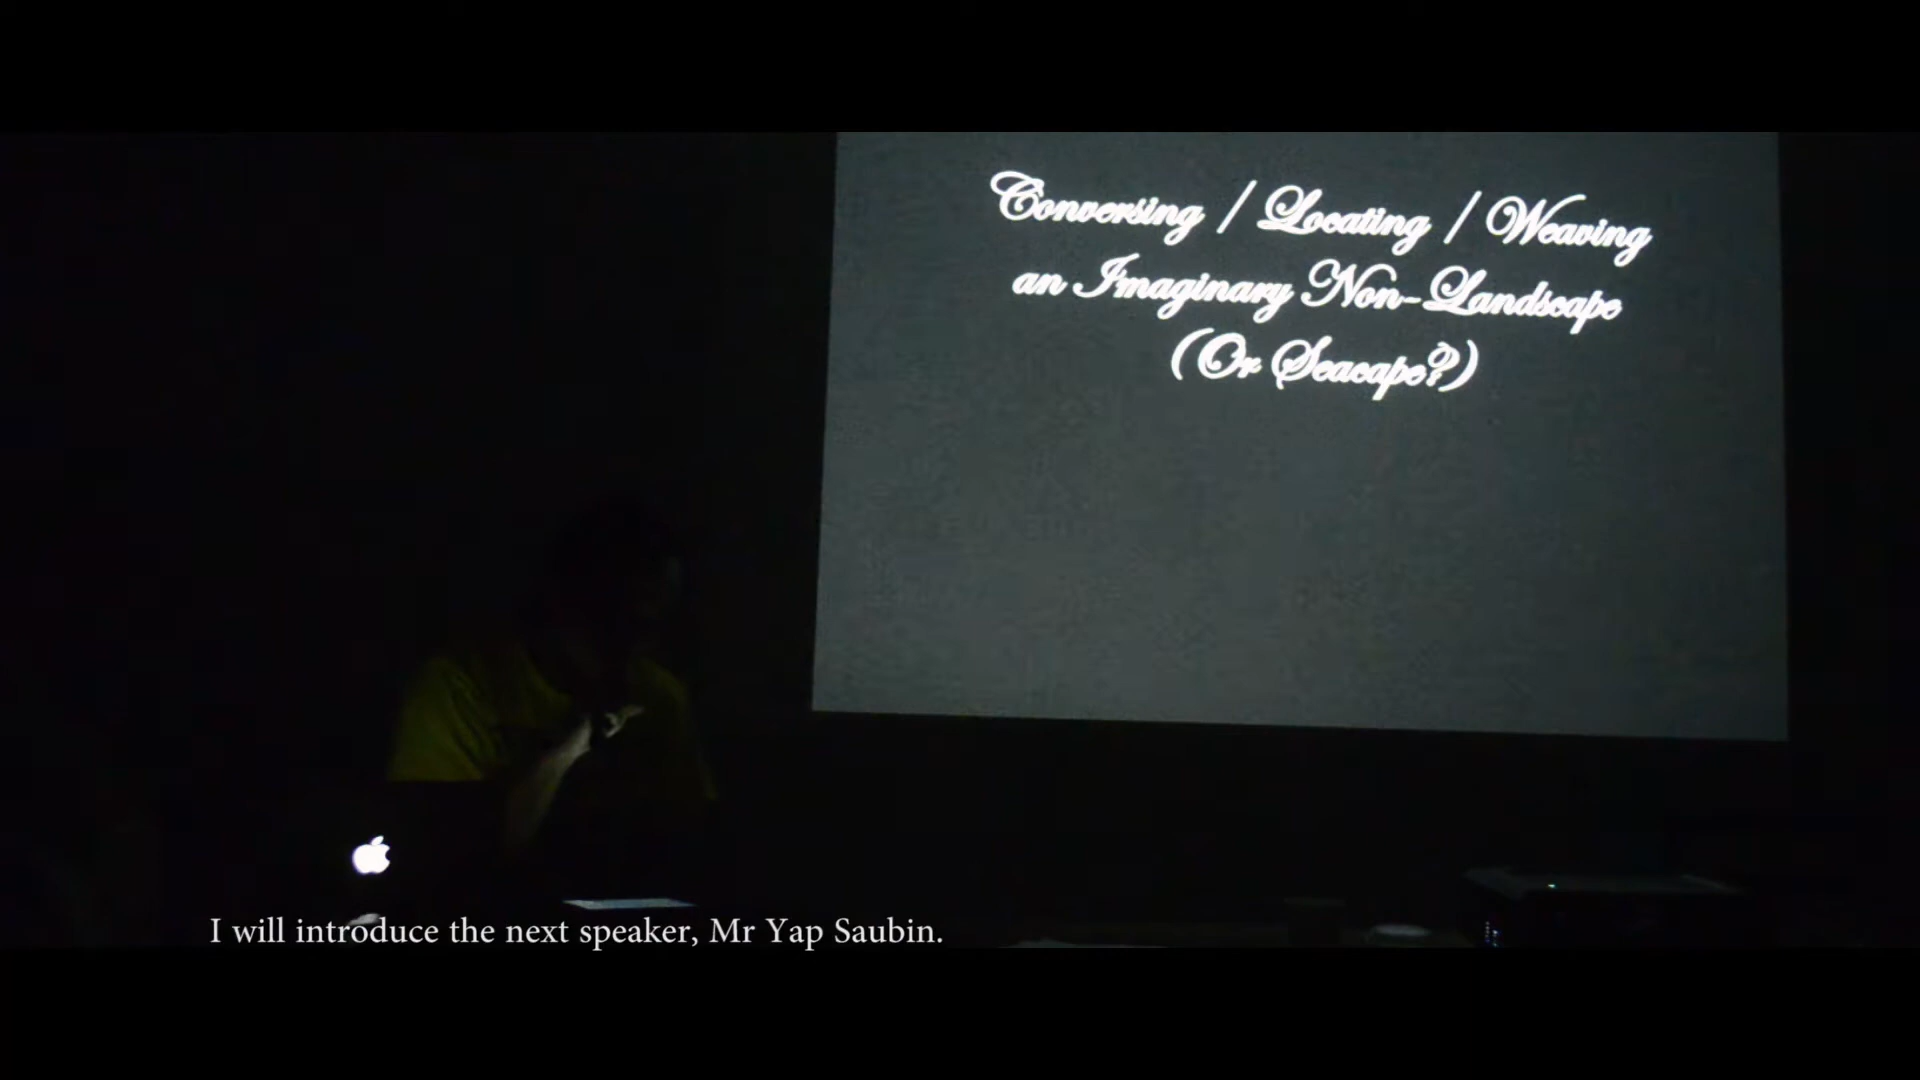 Conversing / Locating / Weaving
an Imaginary Non-Landscape
(Or Seacape?)
I will introduce the next speaker, Mr Yap Saubin.